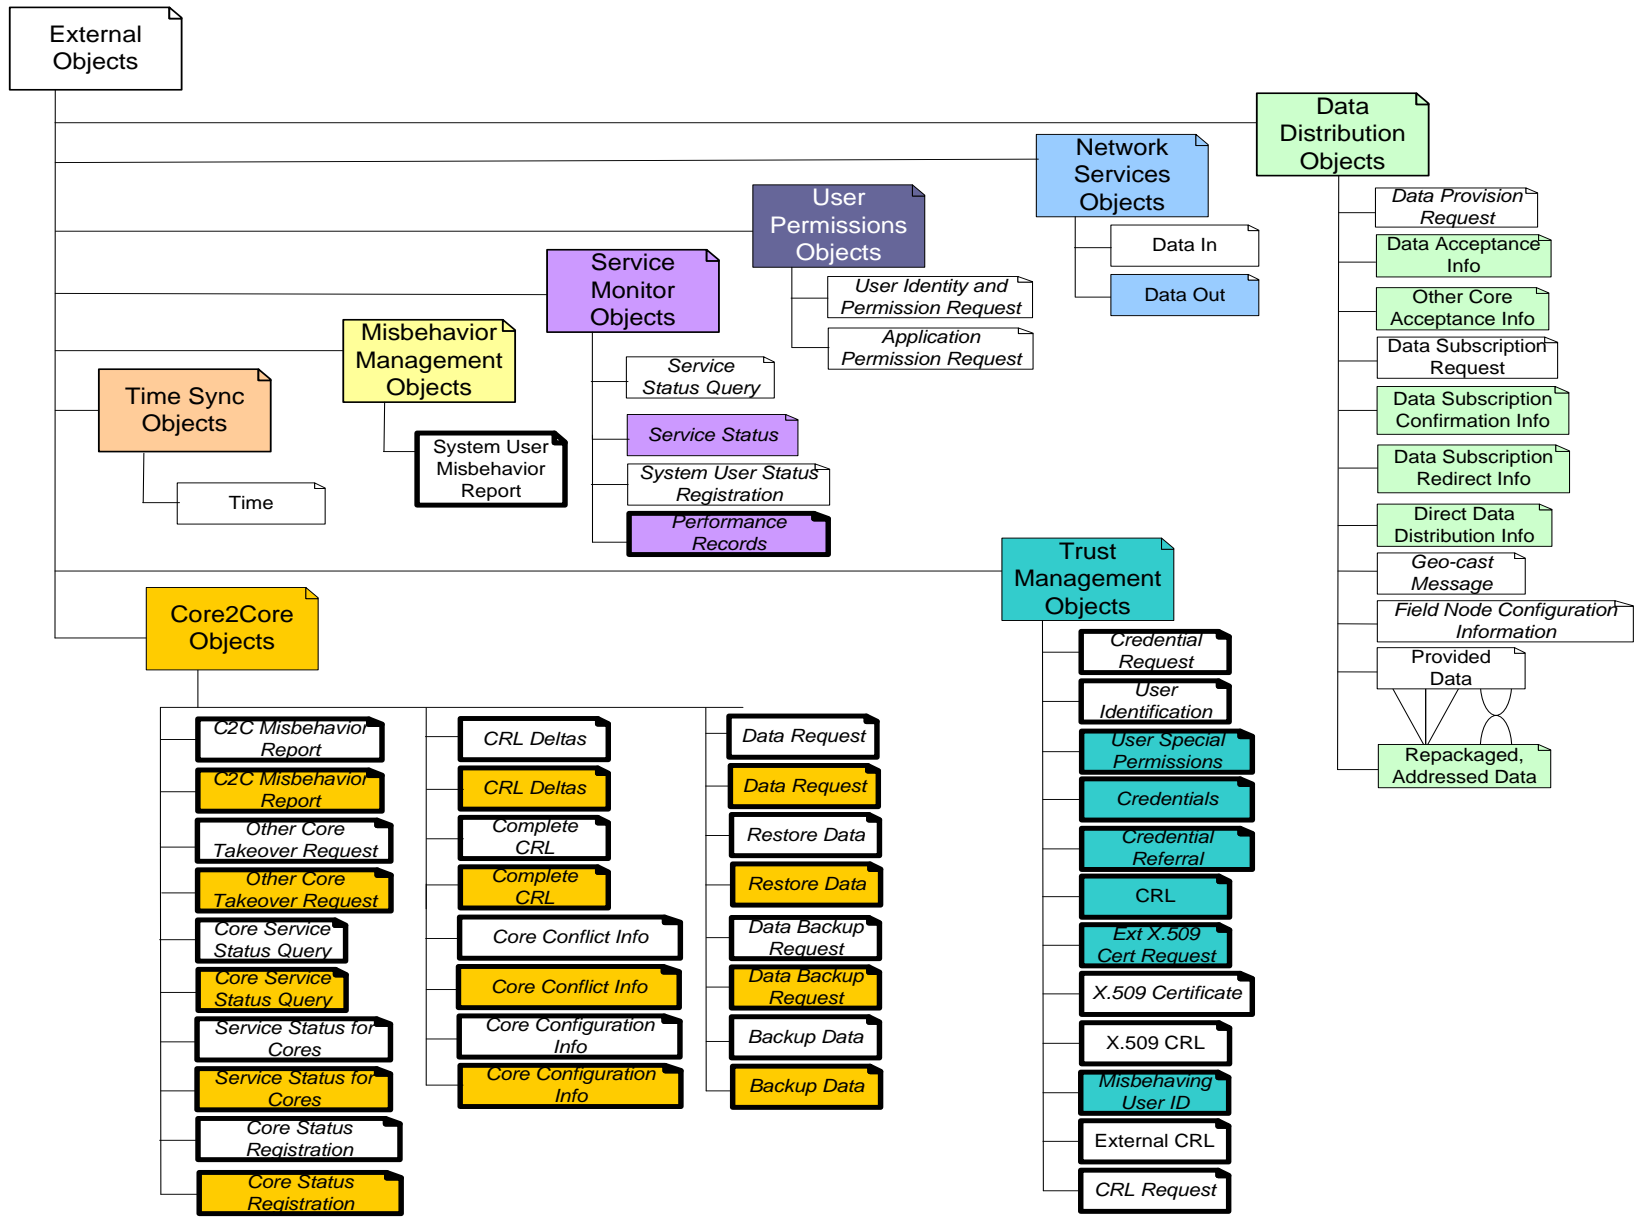 External
Objects
Data
Distribution
Objects
Data Provision
Request
Data Acceptance
Info
Other Core
Acceptance Info
Data Subscription
Request
Data Subscription
Confirmation Info
Data Subscription
Redirect Info
Direct Data
Distribution Info
Geo-cast
Message
Field Node Configuration
Information
Provided
Data
Repackaged,
Addressed Data
Network
Services
Objects
Data In
Data Out
User
Permissions
Objects
User Identity and
Permission Request
Application
Permission Request
Service
Monitor
Objects
Service
Status Query
Service Status
System User Status
Registration
Performance
Records
Misbehavior
Management
Objects
System User
Misbehavior
Report
Time Sync
Objects
Time
Trust
Management
Objects
Credential
Request
User
Identification
User Special
Permissions
Credentials
Credential
Referral
CRL
Ext X.509
Cert Request
X.509 Certificate
X.509 CRL
Misbehaving
User ID
External CRL
CRL Request
Core2Core
Objects
C2C Misbehavior
Report
C2C Misbehavior
Report
Other Core
Takeover Request
Other Core
Takeover Request
Core Service
Status Query
Core Service
Status Query
Service Status for
Cores
Service Status for
Cores
Core Status
Registration
Core Status
Registration
CRL Deltas
CRL Deltas
Complete
CRL
Complete
CRL
Core Conflict Info
Core Conflict Info
Core Configuration
Info
Core Configuration
Info
Data Request
Data Request
Restore Data
Restore Data
Data Backup
Request
Data Backup
Request
Backup Data
Backup Data